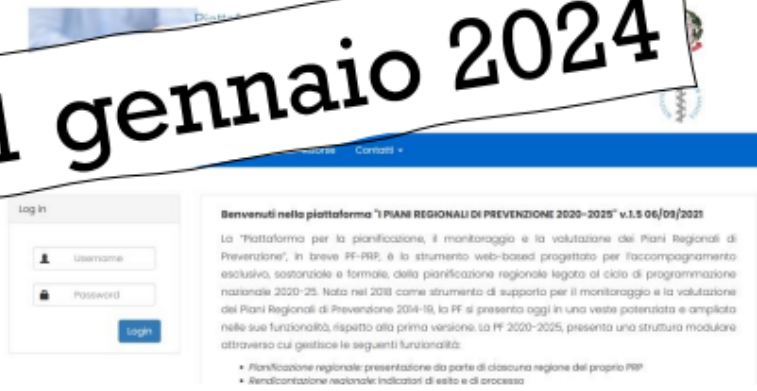 Piattafo
1 gennaio 2024
Contatti
Log in
Username
Password
Login
Benvenuti nella piattaforma "I PIANI REGIONALI DI PREVENZIONE 2020-2025" v.1.5 06/09/2021
La "Piattaforma per la pianificazione, il monitoraggio e la valutazione dei Piani Regionali di
Prevenzione", in breve PF-PRP, è lo strumento web-based progettato per l'accompagnamento
esclusivo, sostanziale e formale, della pianificazione regionale legata al ciclo di programmazione
nazionale 2020-25. Nata nel 2018 come strumento di supporto per il monitoraggio e la valutazione
dei Piani Regionali di Prevenzione 2014-19, la PF si presenta oggi in una veste potenziata e ampliata
nelle sue funzionalità, rispetto alla prima versione. La PF 2020-2025, presenta una struttura modulare
attraverso cui gestisce le seguenti funzionalità:
• Pianificazione regionale: presentazione da parte di ciascuna regione del proprio PRP
• Rendicontazione regionale: indicatori di esito e di processo